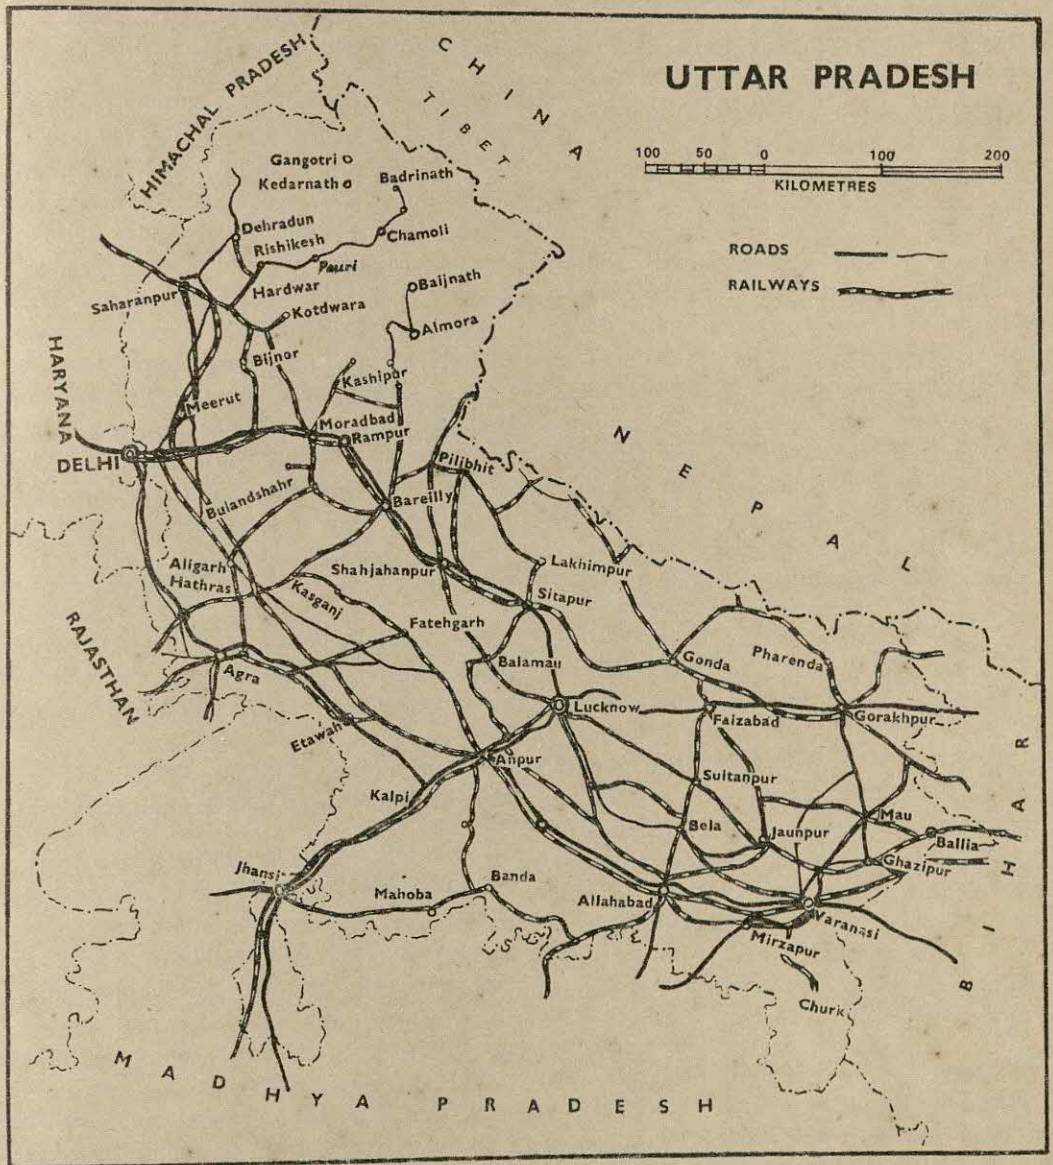 UTTAR PRADESH
100 50 0 100 200
KILOMETRES
ROADS
RAILWAYS
CHINA
TIBET
HIMACHAL PRADESH
Gangotri
Kedarnath
Badrinath
Dehradun
Rishikesh
Chamoli
Pauri
Hardwar
Saharanpur
Baijnath
Kotdwara
Almora
HARYANA
Bijnor
Kashipur
Meerut
Moradbad
Rampur
NEPAL
DELHI
Pilibhit
Bulandshahr
Bareilly
Aligarh
Shahjahanpur
Lakhimpur
Hathras
Kasganj
Sitapur
RAJASTHAN
Fatehgarh
Balamau
Gonda
Pharenda
Agra
Lucknow
Faizabad
Gorakhpur
Etawah
Anpur
Sultanpur
BIHAR
Kalpi
Bela
Jaunpur
Mau
Ballia
Jhansi
Ghazipur
Mahoba
Banda
Allahabad
Varanasi
Mirzapur
Churk
MADHYA PRADESH